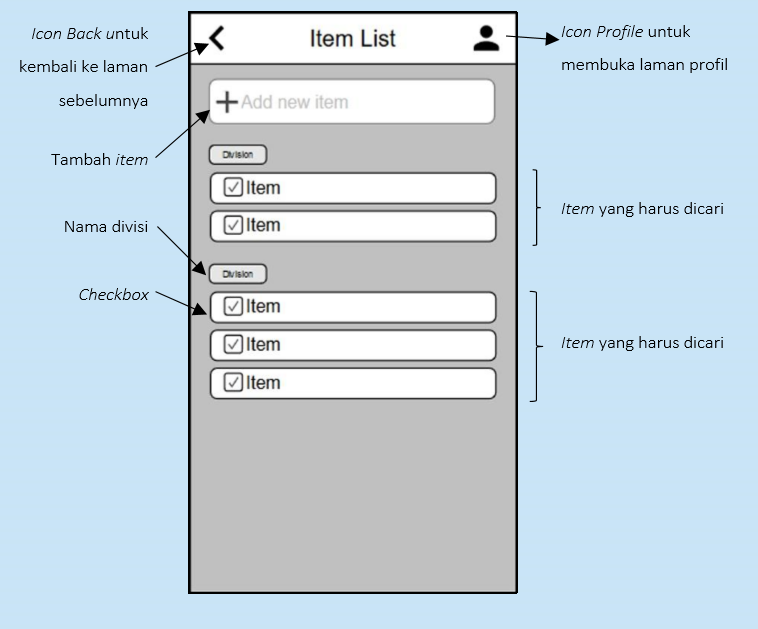 Icon Back untuk
kembali ke laman
sebelumnya
Item List
Icon Profile untuk
membuka laman profil
Add new item
Tambah item
Division
Item
Item
Item yang harus dicari
Nama divisi
Division
Checkbox
Item
Item
Item
Item yang harus dicari